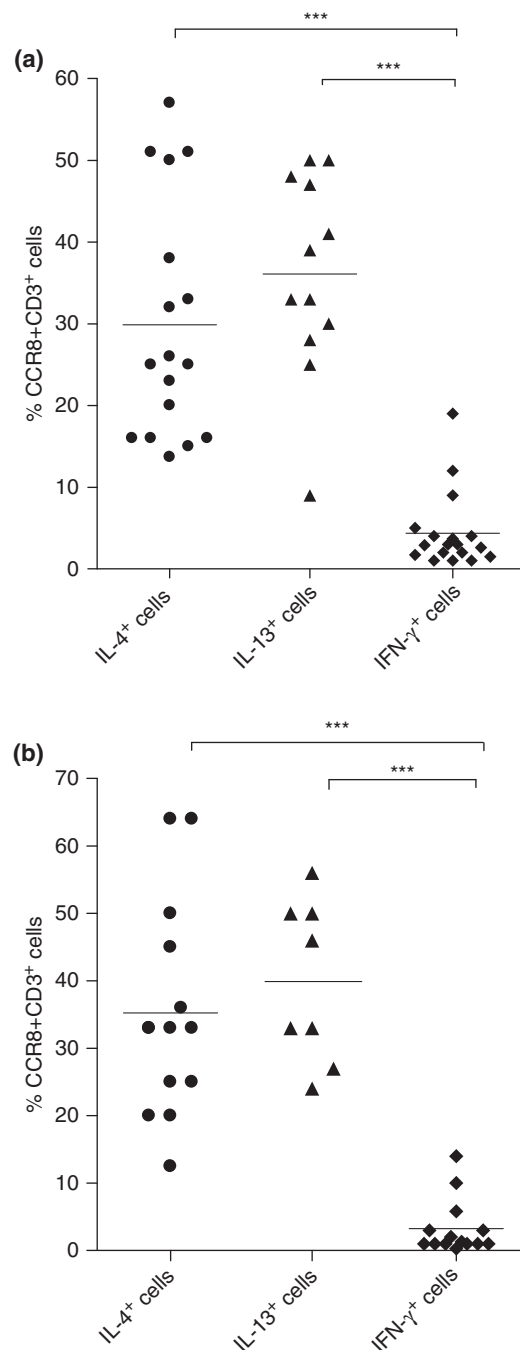 ***
(a)
***
60
50
40
30
20
10
0
% CCR8+CD3⁺ cells
IL-4⁺ cells
IL-13⁺ cells
IFN-γ⁺ cells
***
(b)
***
70
60
50
40
30
20
10
0
% CCR8+CD3⁺ cells
IL-4⁺ cells
IL-13⁺ cells
IFN-γ⁺ cells